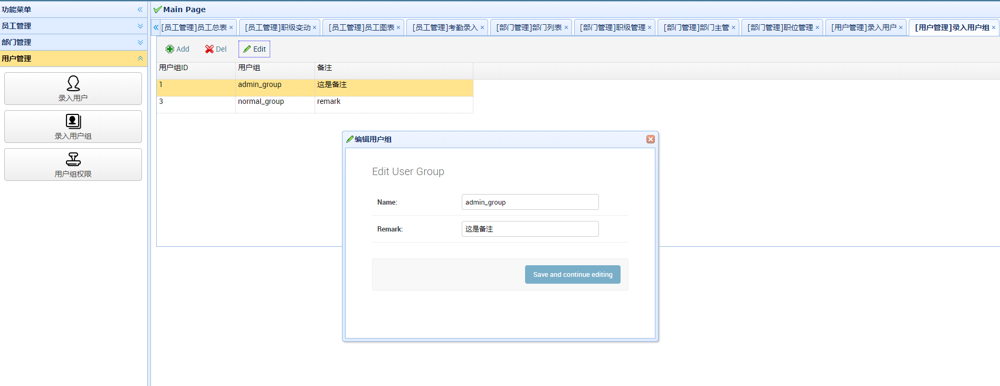 功能菜单
员工管理
部门管理
用户管理
录入用户
录入用户组
用户组权限
Main Page
[员工管理]员工总表 [员工管理]职级变动 [员工管理]员工图表 [员工管理]考勤录入 [部门管理]部门列表 [部门管理]职级管理 [部门管理]部门主管 [部门管理]职位管理 [用户管理]录入用户 [用户管理]录入用户组
Add Del Edit
用户组ID 用户组 备注
1 admin_group 这是备注
3 normal_group remark
编辑用户组
Edit User Group
Name: admin_group
Remark: 这是备注
Save and continue editing